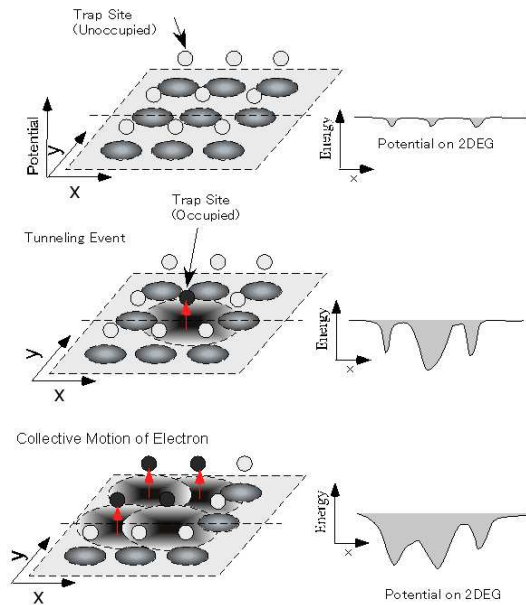 Trap Site
(Unoccupied)
Potential
y
x
Energy
x
Potential on 2DEG
Trap Site
(Occupied)
Tunneling Event
y
x
Energy
x
Collective Motion of Electron
y
x
Energy
x
Potential on 2DEG